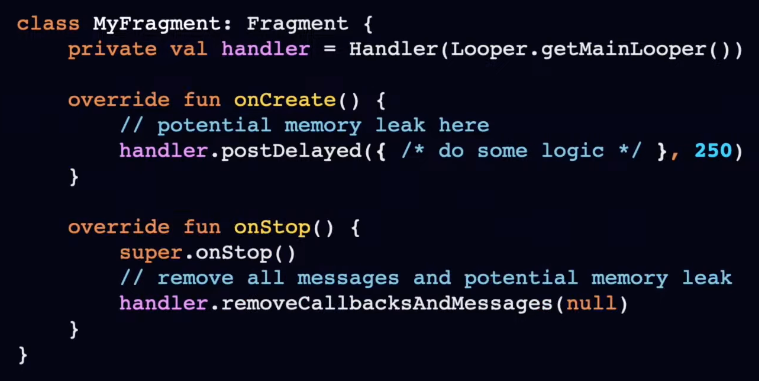 class MyFragment: Fragment {
    private val handler = Handler(Looper.getMainLooper())

    override fun onCreate() {
        // potential memory leak here
        handler.postDelayed({ /* do some logic */ }, 250)
    }

    override fun onStop() {
        super.onStop()
        // remove all messages and potential memory leak
        handler.removeCallbacksAndMessages(null)
    }
}